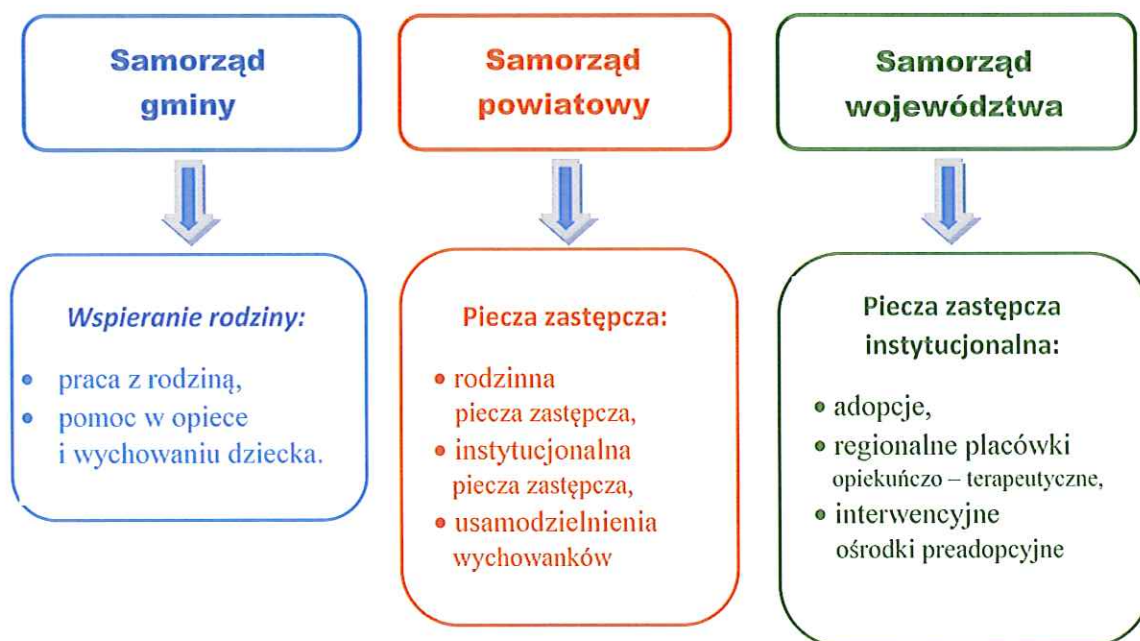 Samorząd
gminy
Samorząd
powiatowy
Samorząd
województwa
Wspieranie rodziny:
• praca z rodziną,
• pomoc w opiece
i wychowaniu dziecka.
Piecza zastępcza:
• rodzinna
piecza zastępcza,
• instytucjonalna
piecza zastępcza,
• usamodzielnienia
wychowanków
Piecza zastępcza
instytucjonalna:
• adopcje,
• regionalne placówki
opiekuńczo – terapeutyczne,
• interwencyjne
ośrodki preadopcyjne